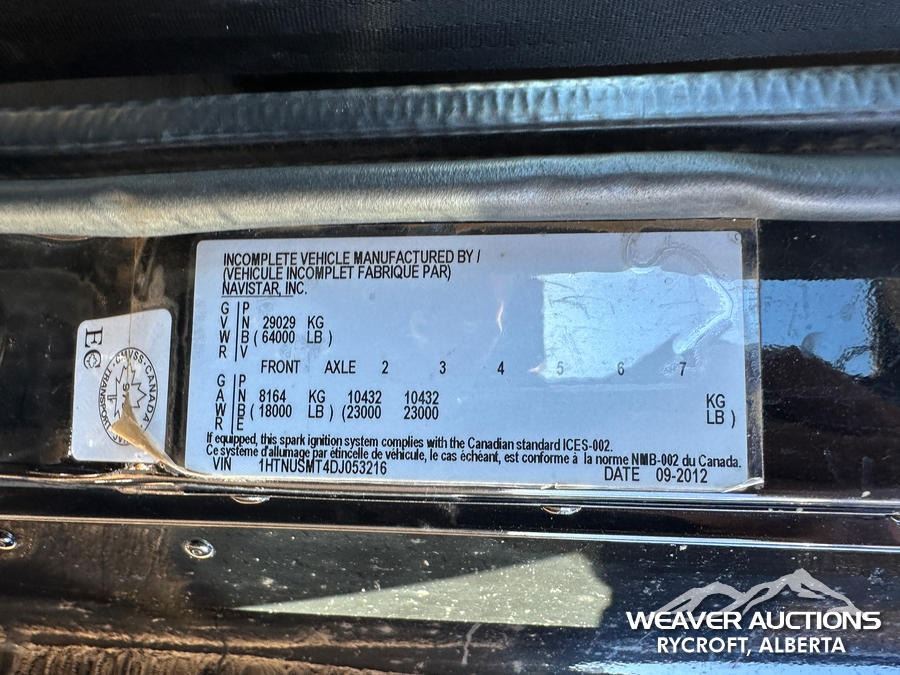 INCOMPLETE VEHICLE MANUFACTURED BY /
(VEHICULE INCOMPLET FABRIQUE PAR)
NAVISTAR, INC.
G P
V N 29029 KG
W B ( 64000 LB )
R V
FRONT AXLE 2 3 4 5 6 7
G P
A N 8164 KG 10432 10432 KG
W B ( 18000 LB ) (23000 23000 LB )
R E
If equipped, this spark ignition system complies with the Canadian standard ICES-002.
Ce système d'allumage par étincelle de véhicule, le cas échéant, est conforme à la norme NMB-002 du Canada.
VIN 1HTNUSMT4DJ053216
DATE 09-2012
CANADA
TRANSPORT
WEAVER AUCTIONS
RYCROFT, ALBERTA